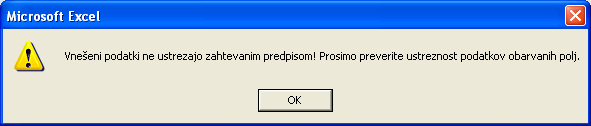 Microsoft Excel
Vnešeni podatki ne ustrezajo zahtevanim predpisom! Prosimo preverite ustreznost podatkov obarvanih polj.
OK